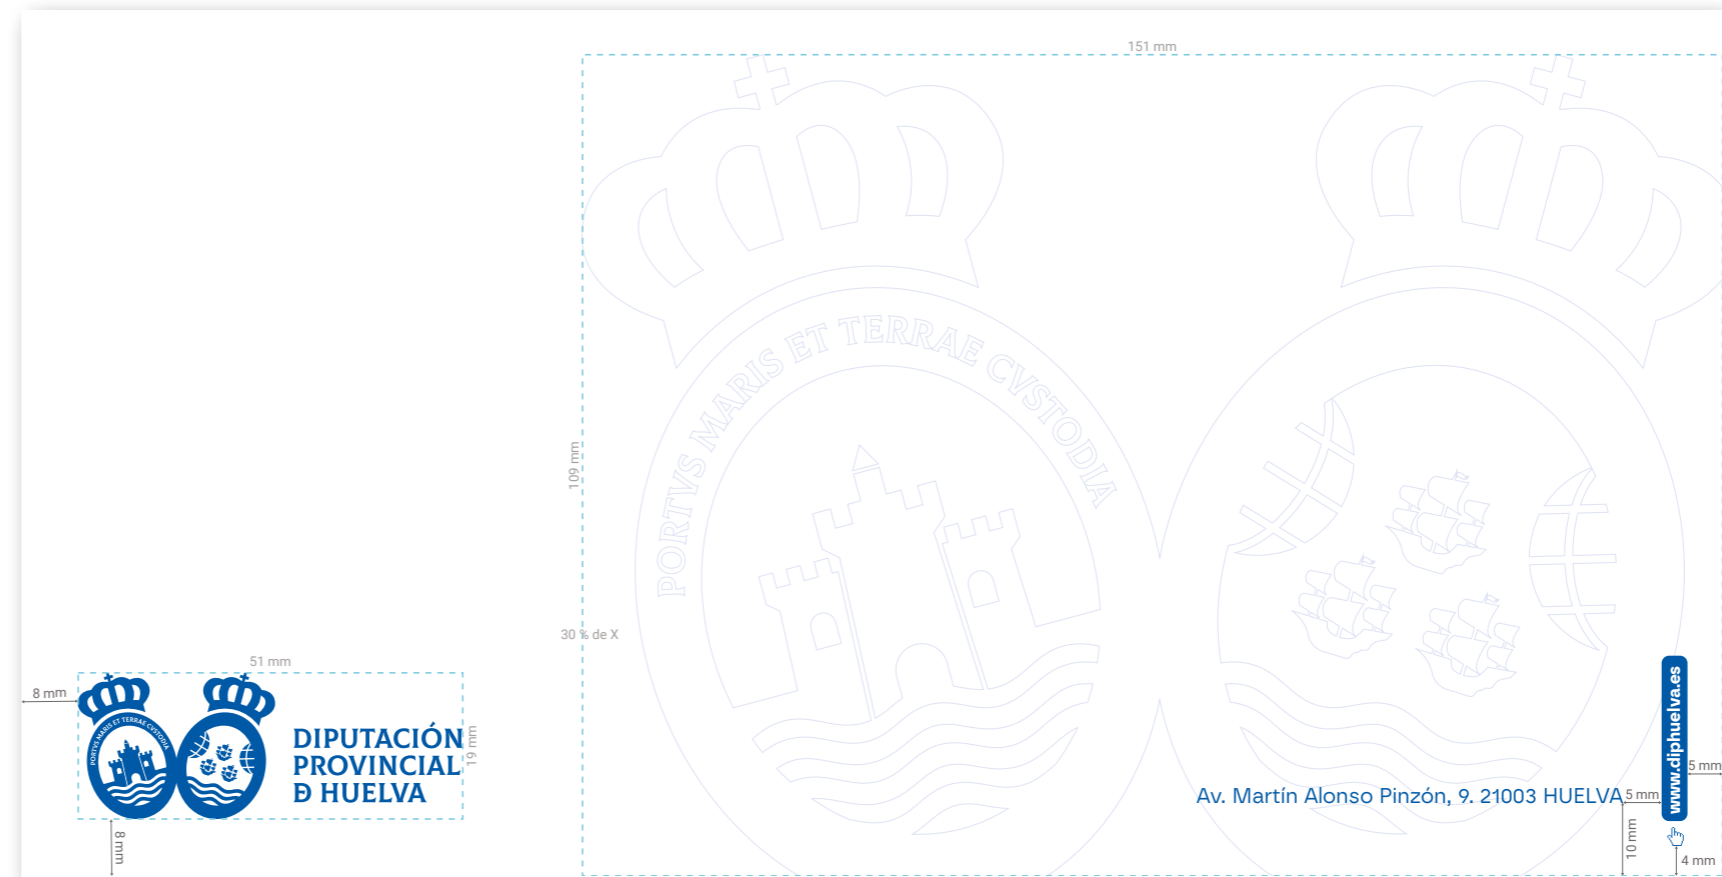 151 mm
PORTVS MARIS ET TERRAE CVSTODIA
109 mm
30 % de X
51 mm
8 mm
PORTVS MARIS ET TERRAE CVSTODIA
DIPUTACIÓN
PROVINCIAL
Đ HUELVA
19 mm
8 mm
www.diphuelva.es
5 mm
Av. Martín Alonso Pinzón, 9. 21003 HUELVA
5 mm
10 mm
4 mm